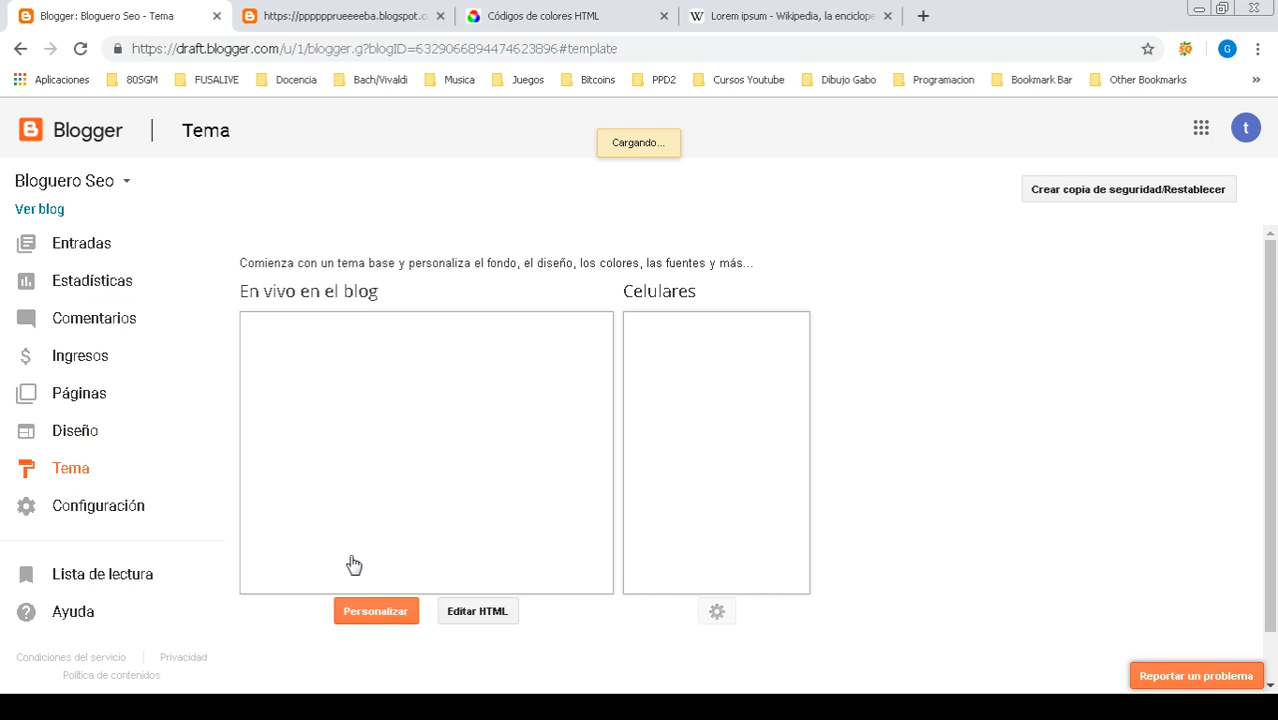 Blogger: Bloguero Seo - Tema
https://ppppppprueeeeba.blogspot.c
Códigos de colores HTML
Lorem ipsum - Wikipedia, la enciclope
https://draft.blogger.com/u/1/blogger.g?blogID=6329066894474623896#template
G
Aplicaciones
80SGM
FUSALIVE
Docencia
Bach/Vivaldi
Musica
Juegos
Bitcoins
PPD2
Cursos Youtube
Dibujo Gabo
Programacion
Bookmark Bar
Other Bookmarks
»
Blogger
Tema
Cargando...
t
Bloguero Seo
Ver blog
Crear copia de seguridad/Restablecer
Entradas
Estadísticas
Comentarios
Ingresos
Páginas
Diseño
Tema
Configuración
Lista de lectura
Ayuda
Condiciones del servicio
Privacidad
Política de contenidos
Comienza con un tema base y personaliza el fondo, el diseño, los colores, las fuentes y más...
En vivo en el blog
Celulares
Personalizar
Editar HTML
Reportar un problema